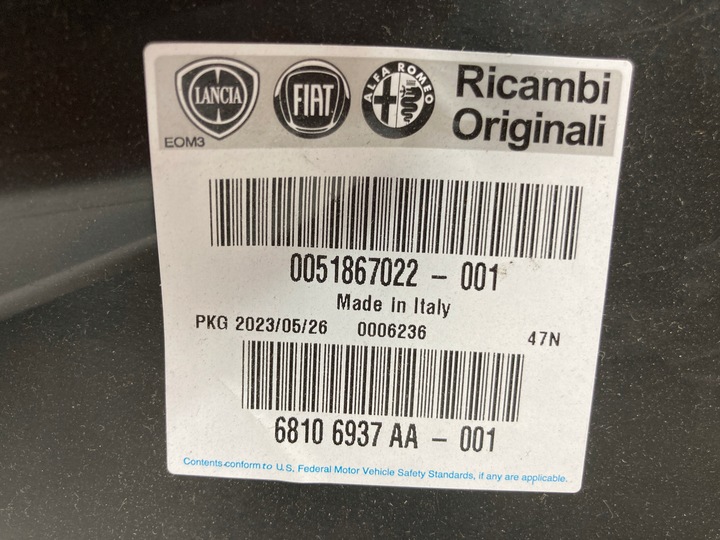 LANCIA
FIAT
ALFA ROMEO
Ricambi
Originali
EOM3
0051867022 - 001
Made In Italy
PKG 2023/05/26 0006236 47N
6810 6937 AA - 001
Contents conform to U.S. Federal Motor Vehicle Safety Standards, if any are applicable.